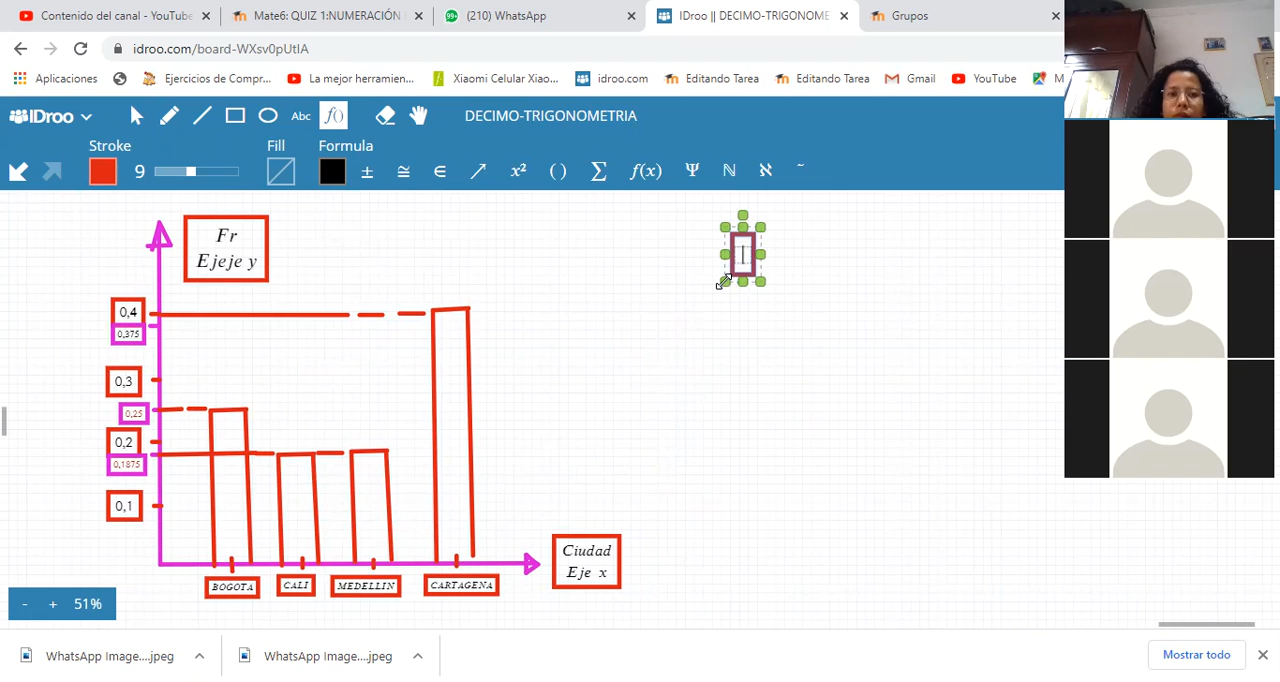 Contenido del canal - YouTube
Mate6: QUIZ 1:NUMERACIÓN
(210) WhatsApp
IDroo || DECIMO-TRIGONOME
Grupos
idroo.com/board-WXsv0pUtIA
Aplicaciones
Ejercicios de Compr...
La mejor herramien...
Xiaomi Celular Xiao...
idroo.com
Editando Tarea
Editando Tarea
Gmail
YouTube
M
IDroo
Abc
f()
DECIMO-TRIGONOMETRIA
Stroke
Fill
Formula
9
± ≅ ∈ x² ( ) ∑ f(x) Ψ ℕ ℵ ~
Fr
Ejeje y
0,4
0,375
0,3
0,25
0,2
0,1875
0,1
Ciudad
Eje x
BOGOTA
CALI
MEDELLIN
CARTAGENA
- + 51%
WhatsApp Image....jpeg
WhatsApp Image....jpeg
Mostrar todo